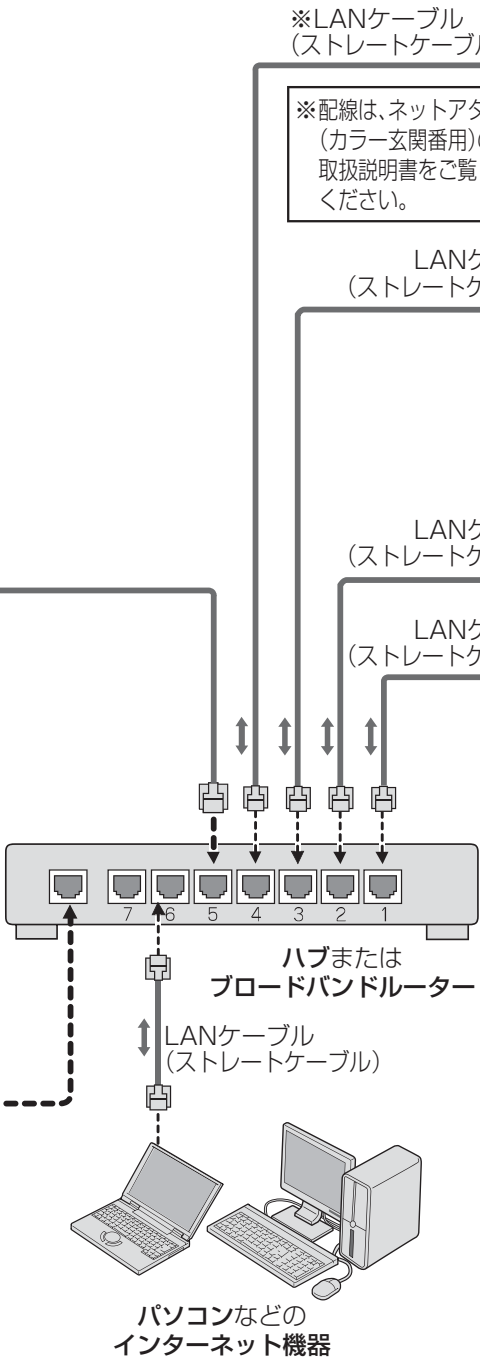 ※LANケーブル
(ストレートケーブル
※配線は、ネットアダ
(カラー玄関番用)の
取扱説明書をご覧
ください。
LANケ
(ストレートケ
LANケ
(ストレートケ
LANケ
(ストレートケ
7 6 5 4 3 2 1
ハブまたは
ブロードバンドルーター
LANケーブル
(ストレートケーブル)
パソコンなどの
インターネット機器